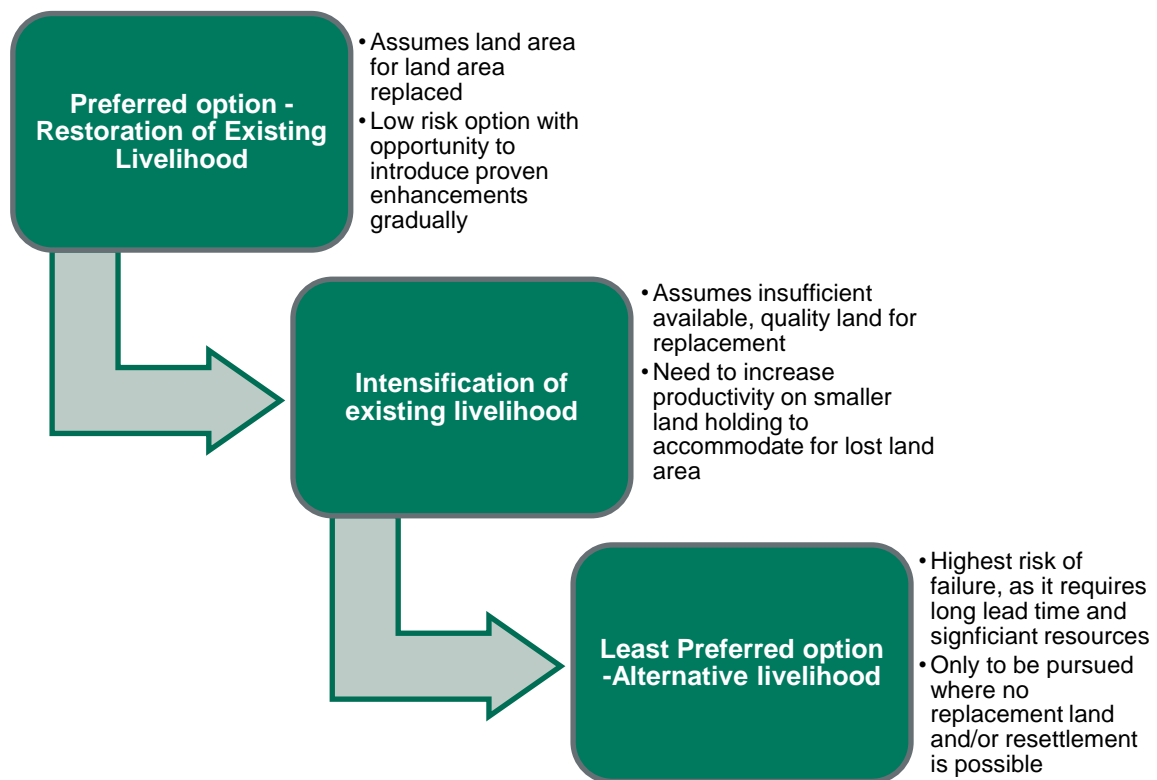 Preferred option -
Restoration of Existing
Livelihood
•Assumes land area
for land area
replaced
•Low risk option with
opportunity to
introduce proven
enhancements
gradually
Intensification of
existing livelihood
•Assumes insufficient
available, quality land for
replacement
•Need to increase
productivity on smaller
land holding to
accommodate for lost land
area
Least Preferred option
-Alternative livelihood
•Highest risk of
failure, as it requires
long lead time and
signficiant resources
•Only to be pursued
where no
replacement land
and/or resettlement
is possible